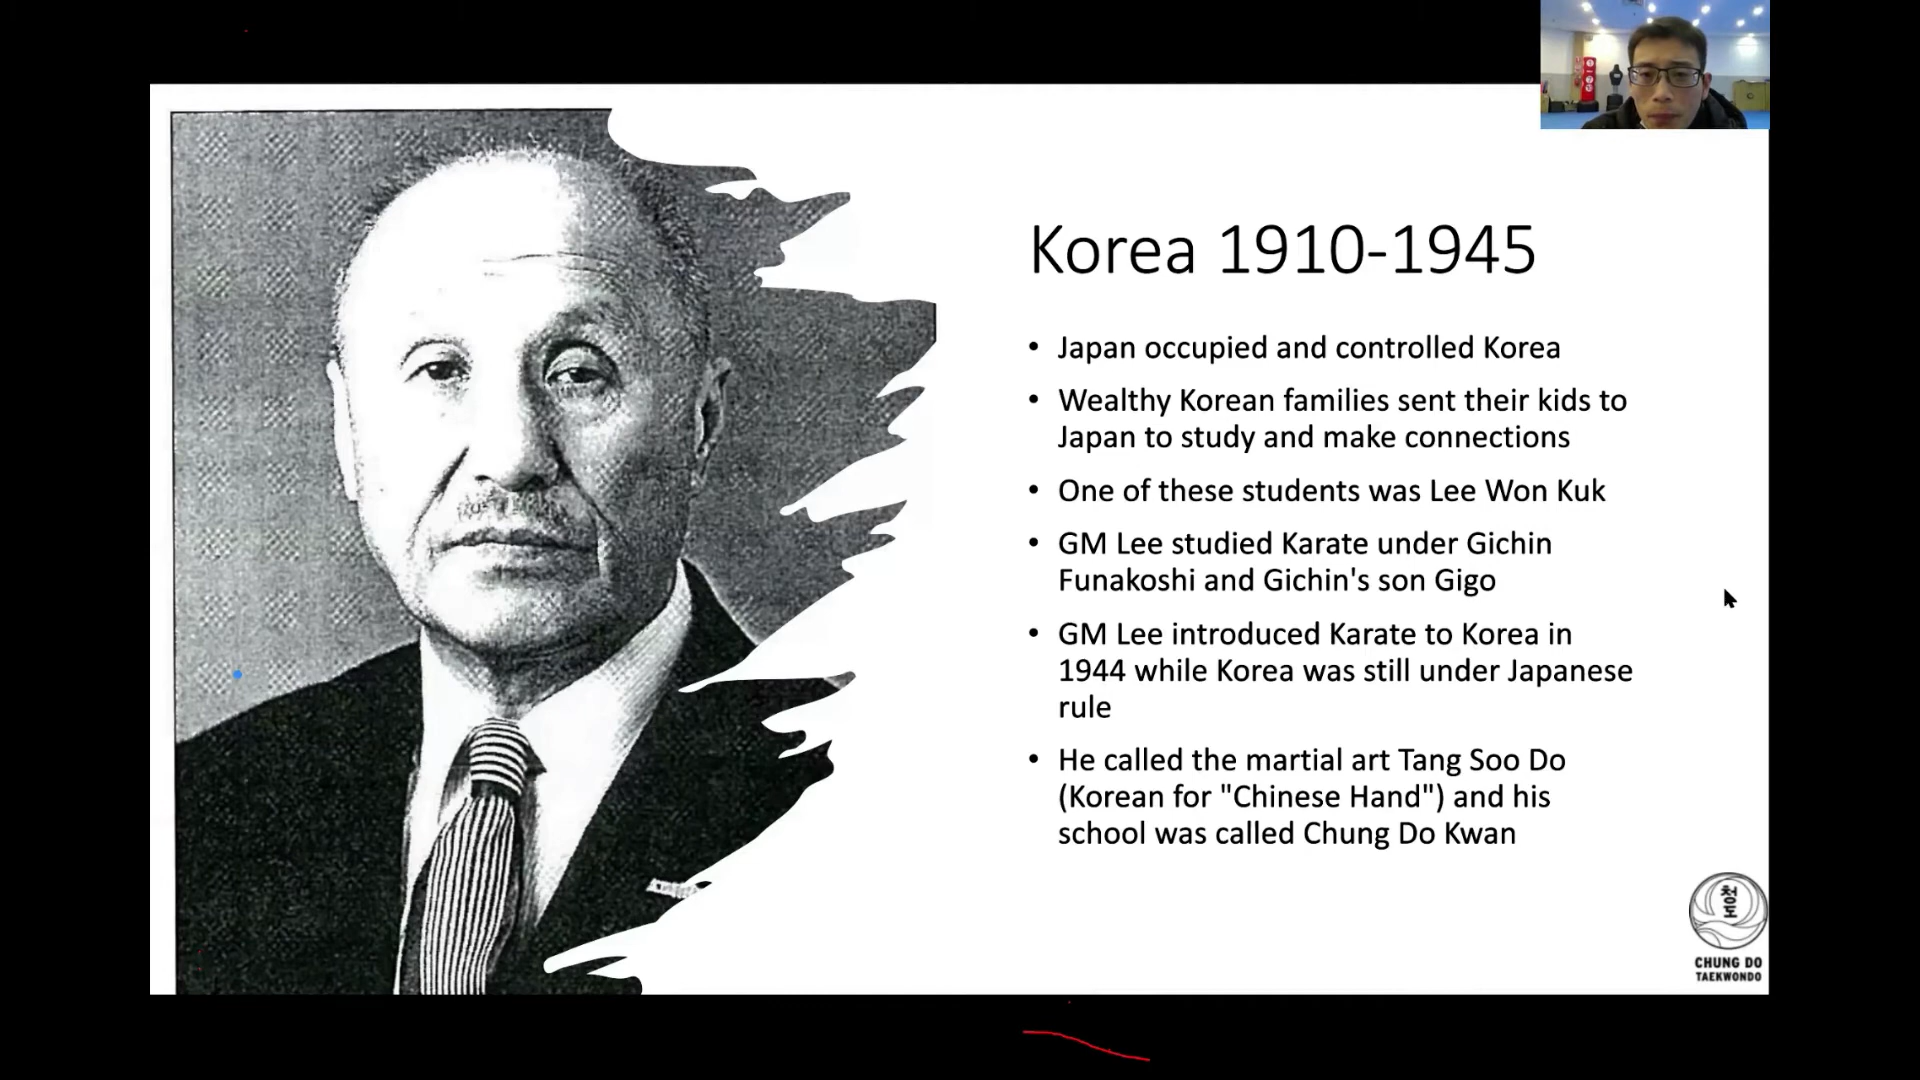 Korea 1910-1945
• Japan occupied and controlled Korea
• Wealthy Korean families sent their kids to
Japan to study and make connections
• One of these students was Lee Won Kuk
• GM Lee studied Karate under Gichin
Funakoshi and Gichin's son Gigo
• GM Lee introduced Karate to Korea in
1944 while Korea was still under Japanese
rule
• He called the martial art Tang Soo Do
(Korean for "Chinese Hand") and his
school was called Chung Do Kwan
청도
CHUNG DO
TAEKWONDO